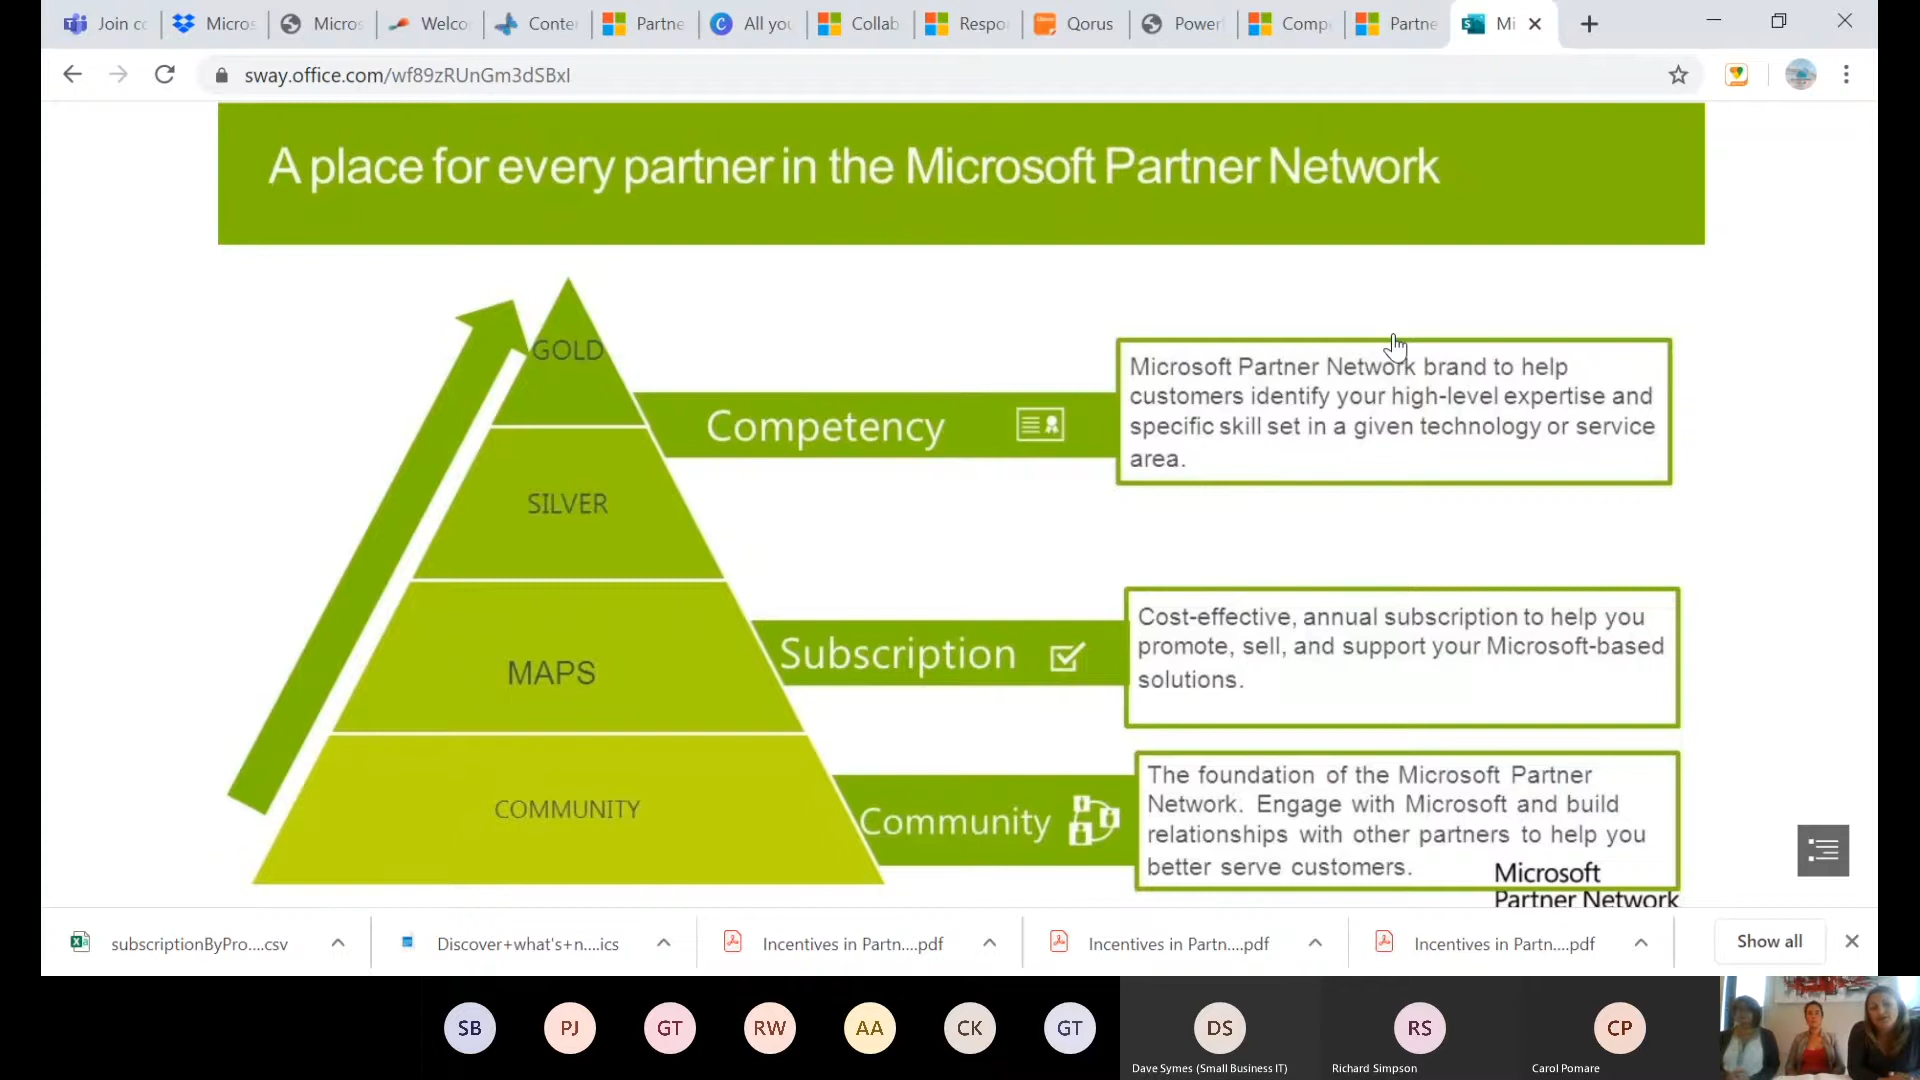 Join co
Micros
Micros
Welco
Conte
Partne
All you
Collab
Respo
Qorus
Power
Comp
Partne
Mi
sway.office.com/wf89zRUnGm3dSBxI
A place for every partner in the Microsoft Partner Network
GOLD
Competency
Microsoft Partner Network brand to help
customers identify your high-level expertise and
specific skill set in a given technology or service
area.
SILVER
MAPS
Subscription
Cost-effective, annual subscription to help you
promote, sell, and support your Microsoft-based
solutions.
COMMUNITY
Community
The foundation of the Microsoft Partner
Network. Engage with Microsoft and build
relationships with other partners to help you
better serve customers.
Microsoft
Partner Network
subscriptionByPro....csv
Discover+what's+n....ics
Incentives in Partn....pdf
Incentives in Partn....pdf
Incentives in Partn....pdf
Show all
SB
PJ
GT
RW
AA
CK
GT
DS
RS
CP
Dave Symes (Small Business IT)
Richard Simpson
Carol Pomare